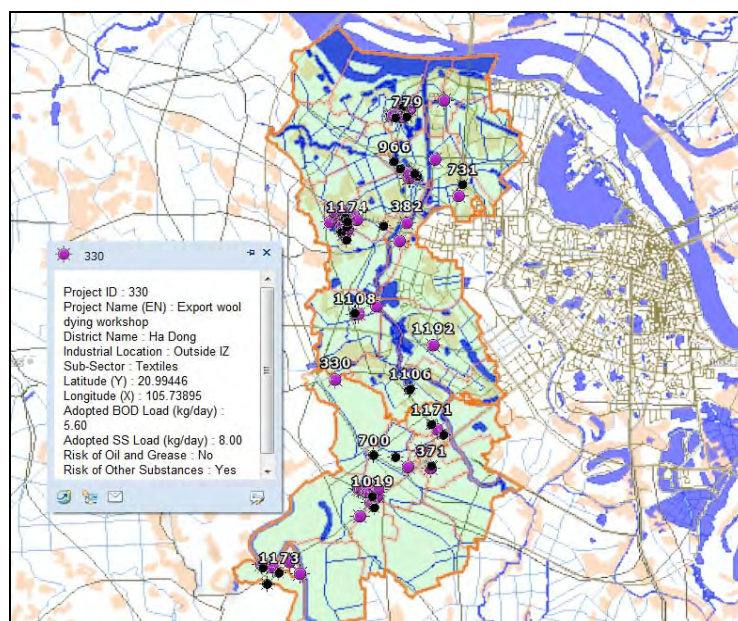 779
966
731
1174
382
330
Project ID : 330
Project Name (EN) : Export wool
dying workshop
District Name : Ha Dong
Industrial Location : Outside IZ
Sub-Sector : Textiles
Latitude (Y) : 20.99446
Longitude (X) : 105.73895
Adopted BOD Load (kg/day) :
5.60
Adopted SS Load (kg/day) : 8.00
Risk of Oil and Grease : No
Risk of Other Substances : Yes
1108
1192
330
1106
1171
700
371
1019
1173